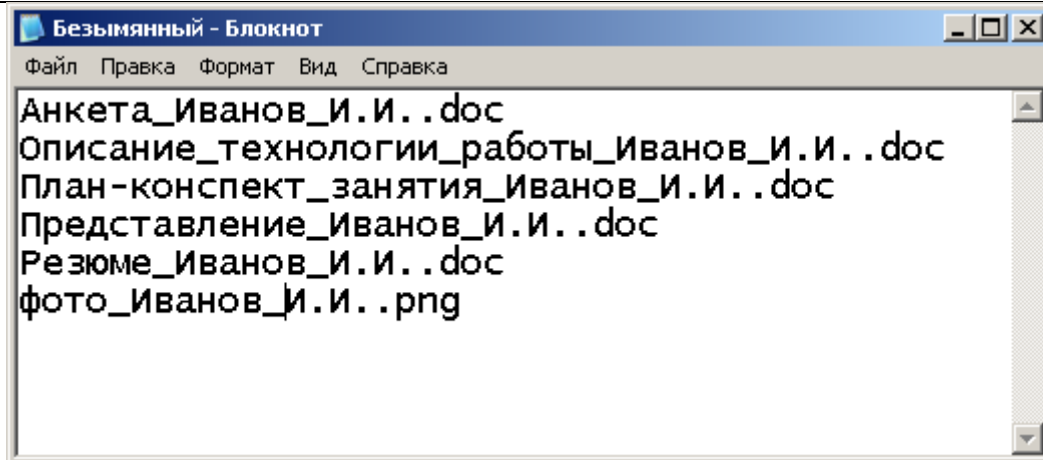 Безымянный - Блокнот
Файл Правка Формат Вид Справка
Анкета_Иванов_И.И..doc
Описание_технологии_работы_Иванов_И.И..doc
План-конспект_занятия_Иванов_И.И..doc
Представление_Иванов_И.И..doc
Резюме_Иванов_И.И..doc
фото_Иванов_И.И..png